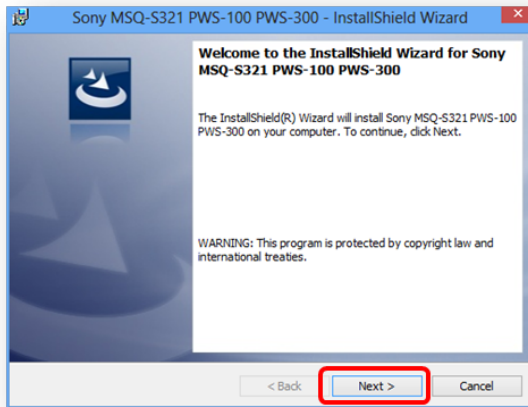 Sony MSQ-S321 PWS-100 PWS-300 - InstallShield Wizard
Welcome to the InstallShield Wizard for Sony
MSQ-S321 PWS-100 PWS-300
The InstallShield(R) Wizard will install Sony MSQ-S321 PWS-100
PWS-300 on your computer. To continue, click Next.
WARNING: This program is protected by copyright law and
international treaties.
< Back
Next >
Cancel